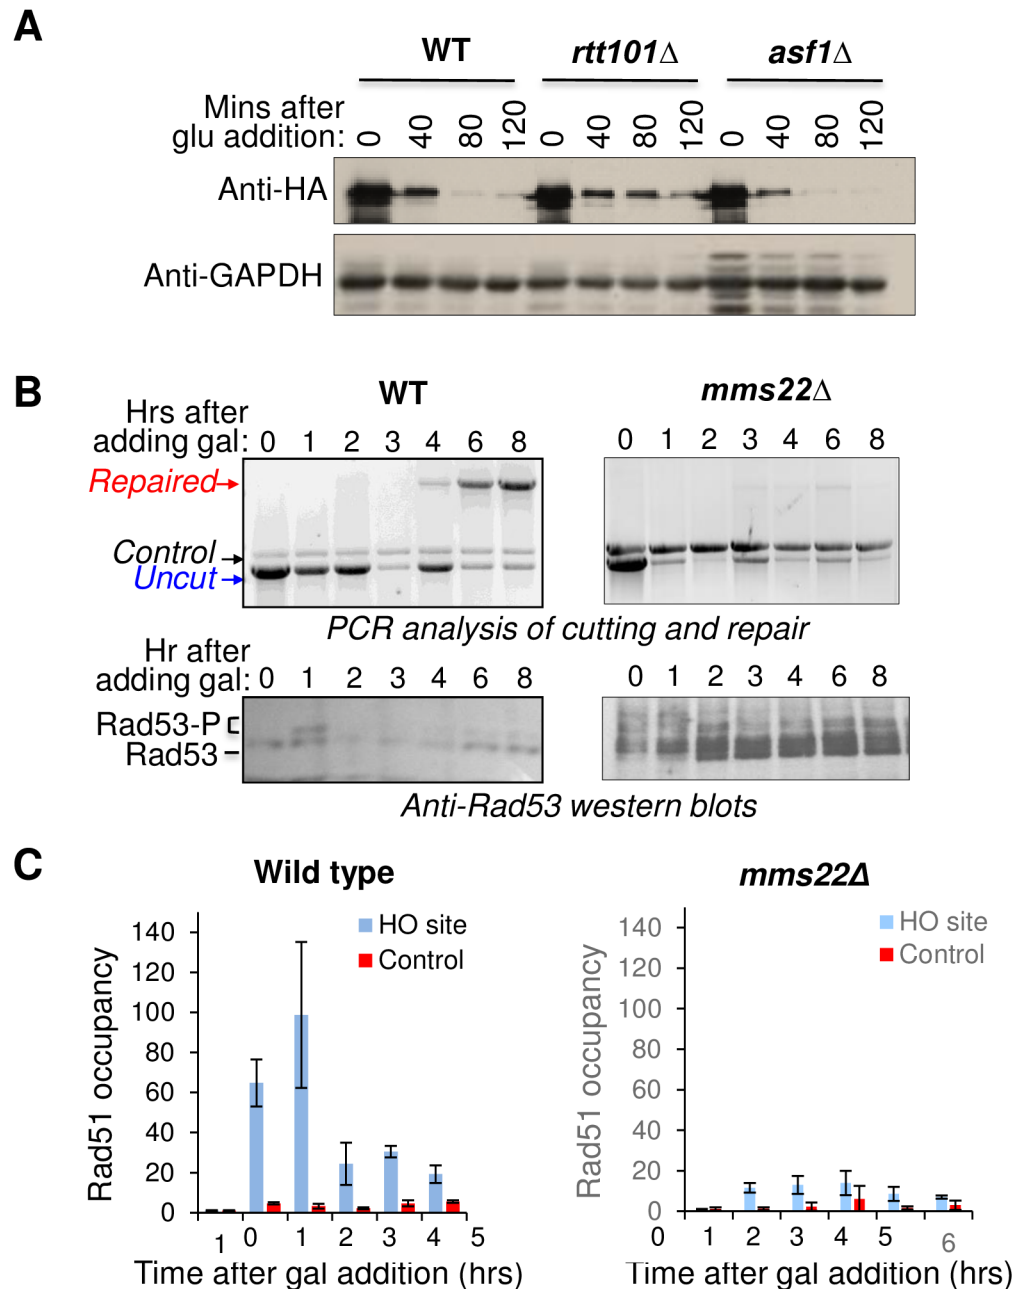 A
WT rtt101Δ asf1Δ
Mins after
glu addition: 0 40 80 120 0 40 80 120 0 40 80 120
Anti-HA
Anti-GAPDH
B
WT mms22Δ
Hrs after
adding gal: 0 1 2 3 4 6 8 0 1 2 3 4 6 8
Repaired
Control
Uncut
PCR analysis of cutting and repair
Hr after
adding gal: 0 1 2 3 4 6 8 0 1 2 3 4 6 8
Rad53-P
Rad53
Anti-Rad53 western blots
C
Wild type
HO site
Control
Rad51 occupancy
140
120
100
80
60
40
20
0
1 0 1 2 3 4 5
Time after gal addition (hrs)
mms22Δ
HO site
Control
Rad51 occupancy
140
120
100
80
60
40
20
0
0 1 2 3 4 5 6
Time after gal addition (hrs)